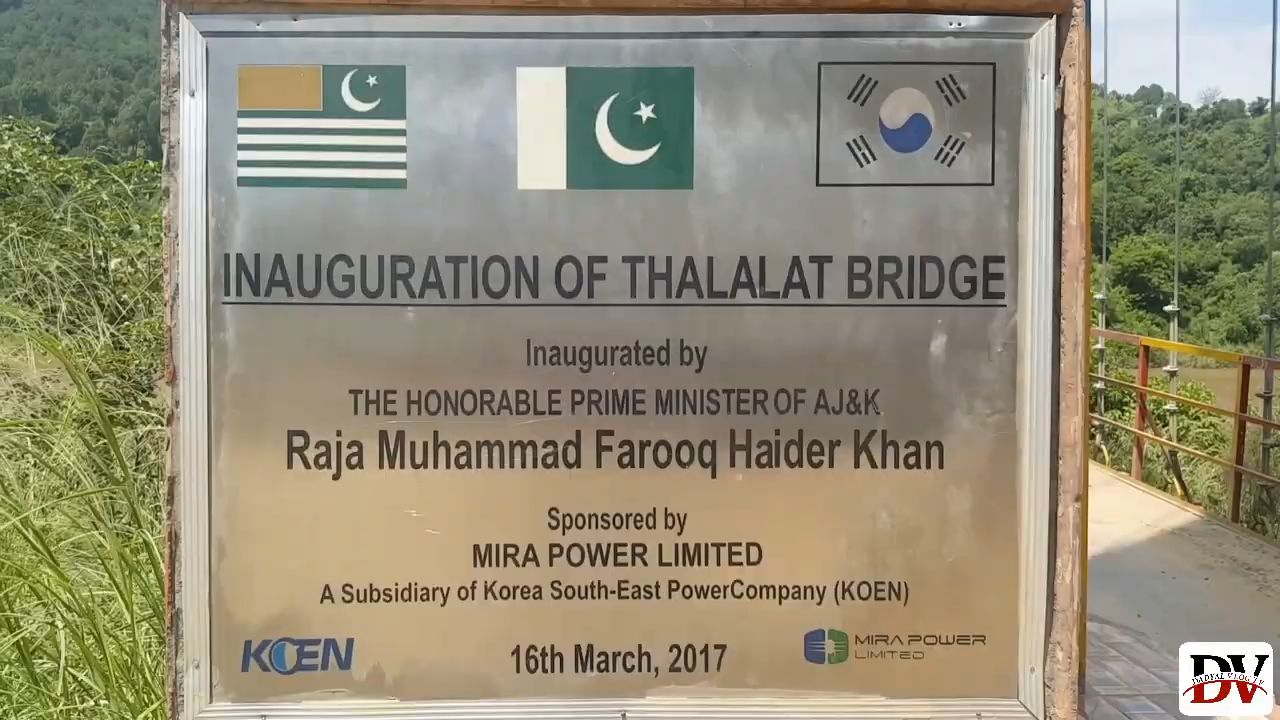 INAUGURATION OF THALALAT BRIDGE
Inaugurated by
THE HONORABLE PRIME MINISTER OF AJ&K
Raja Muhammad Farooq Haider Khan
Sponsored by
MIRA POWER LIMITED
A Subsidiary of Korea South-East PowerCompany (KOEN)
KOEN
16th March, 2017
MIRA POWER
LIMITED
DV